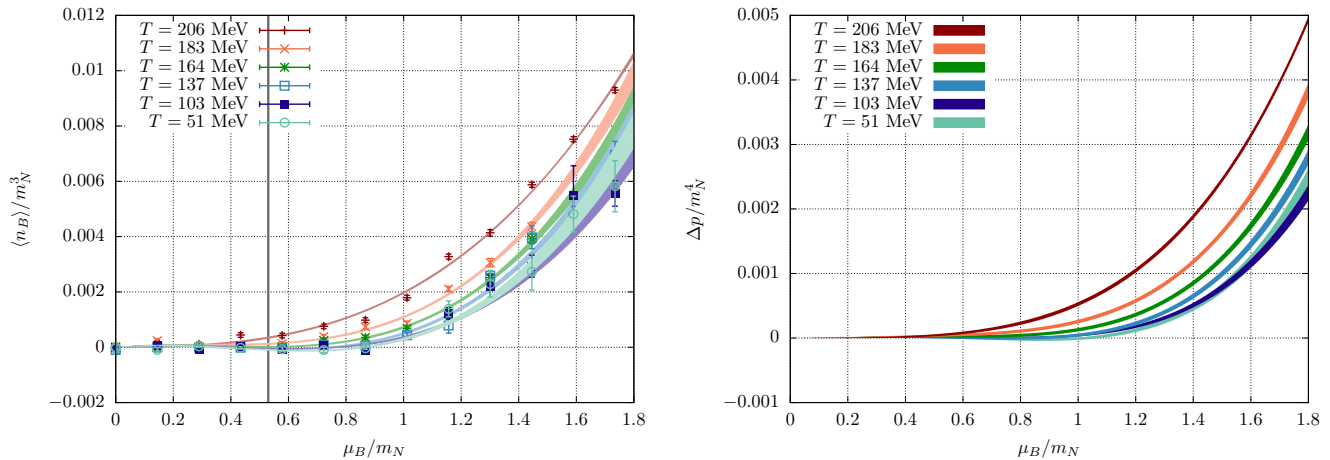 T = 206 MeV
T = 183 MeV
T = 164 MeV
T = 137 MeV
T = 103 MeV
T = 51 MeV
0.012
0.01
0.008
0.006
0.004
0.002
0
−0.002
⟨n_B⟩/m_N^3
0 0.2 0.4 0.6 0.8 1 1.2 1.4 1.6 1.8
μ_B/m_N
T = 206 MeV
T = 183 MeV
T = 164 MeV
T = 137 MeV
T = 103 MeV
T = 51 MeV
0.005
0.004
0.003
0.002
0.001
0
−0.001
Δp/m_N^4
0 0.2 0.4 0.6 0.8 1 1.2 1.4 1.6 1.8
μ_B/m_N